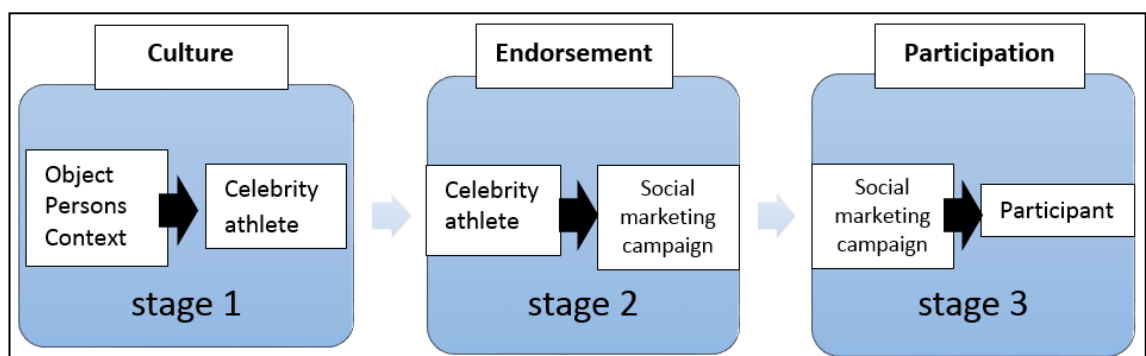 Culture
Object
Persons
Context
Celebrity
athlete
stage 1
Endorsement
Celebrity
athlete
Social
marketing
campaign
stage 2
Participation
Social
marketing
campaign
Participant
stage 3